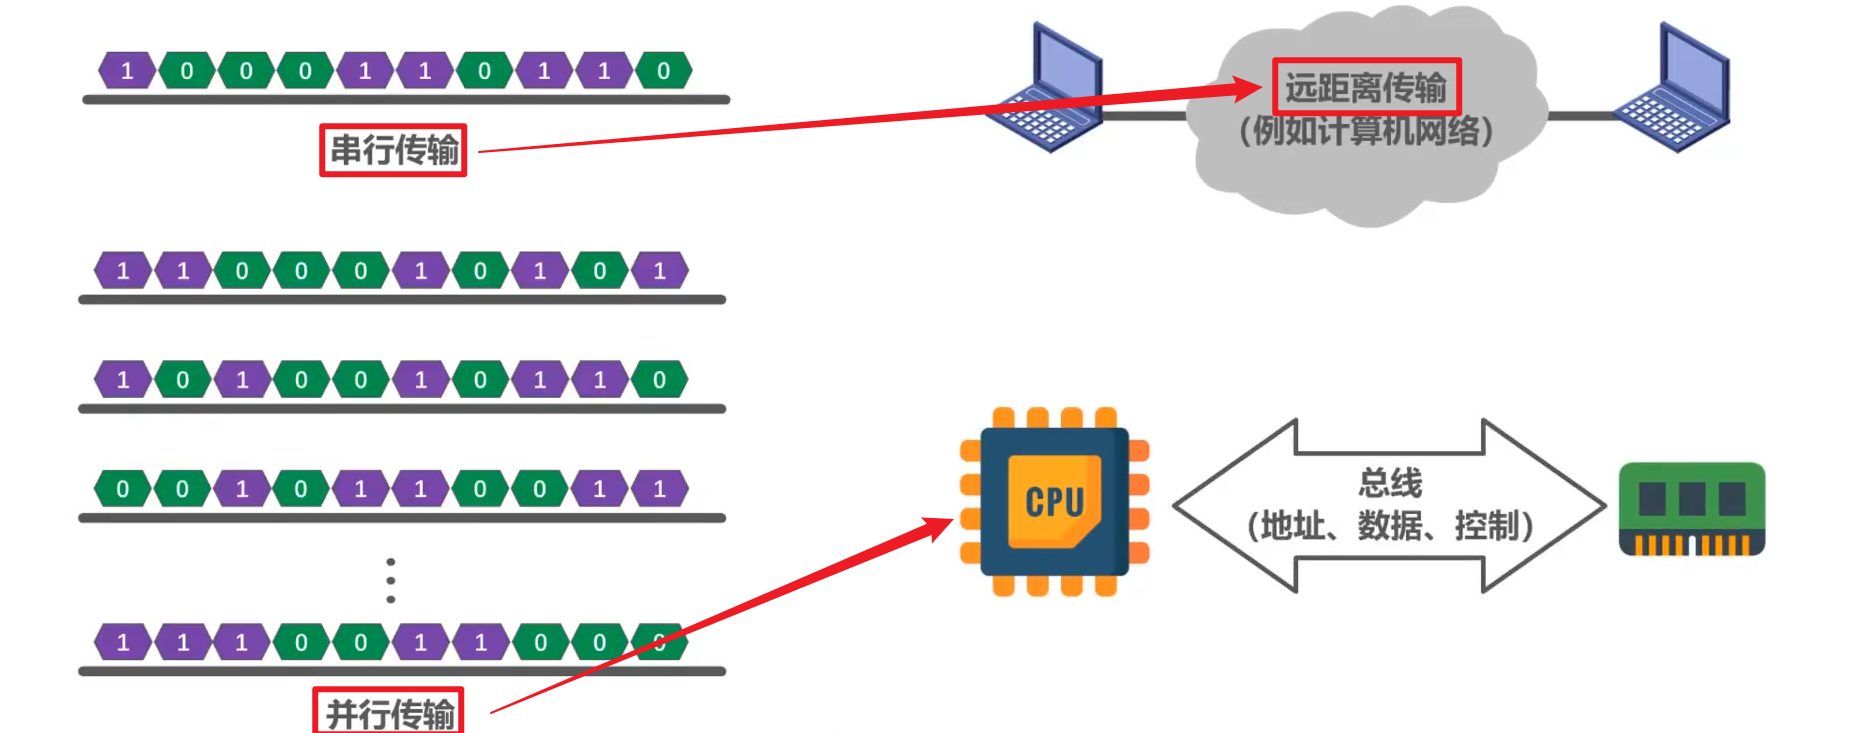 1 0 0 0 1 1 0 1 1 0
串行传输
远距离传输
(例如计算机网络)
1 1 0 0 0 1 0 1 0 1
1 0 1 0 0 1 0 1 1 0
0 0 1 0 1 1 0 0 1 1
1 1 1 0 0 1 1 0 0 0
并行传输
CPU
总线
(地址、数据、控制)